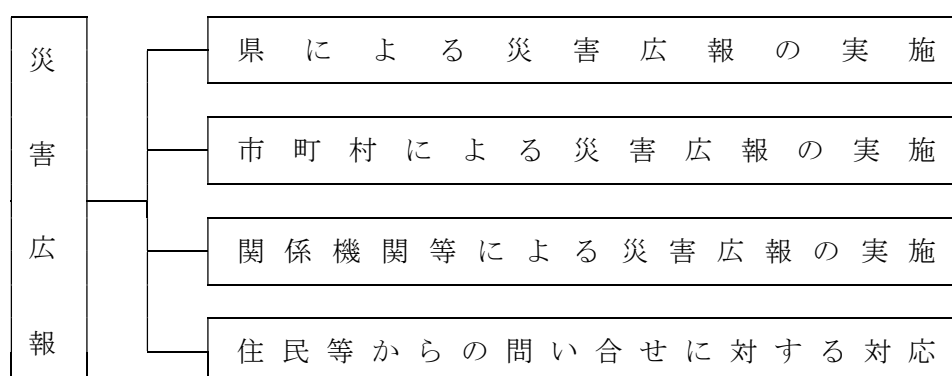 災害広報
県による災害広報の実施
市町村による災害広報の実施
関係機関等による災害広報の実施
住民等からの問い合せに対する対応